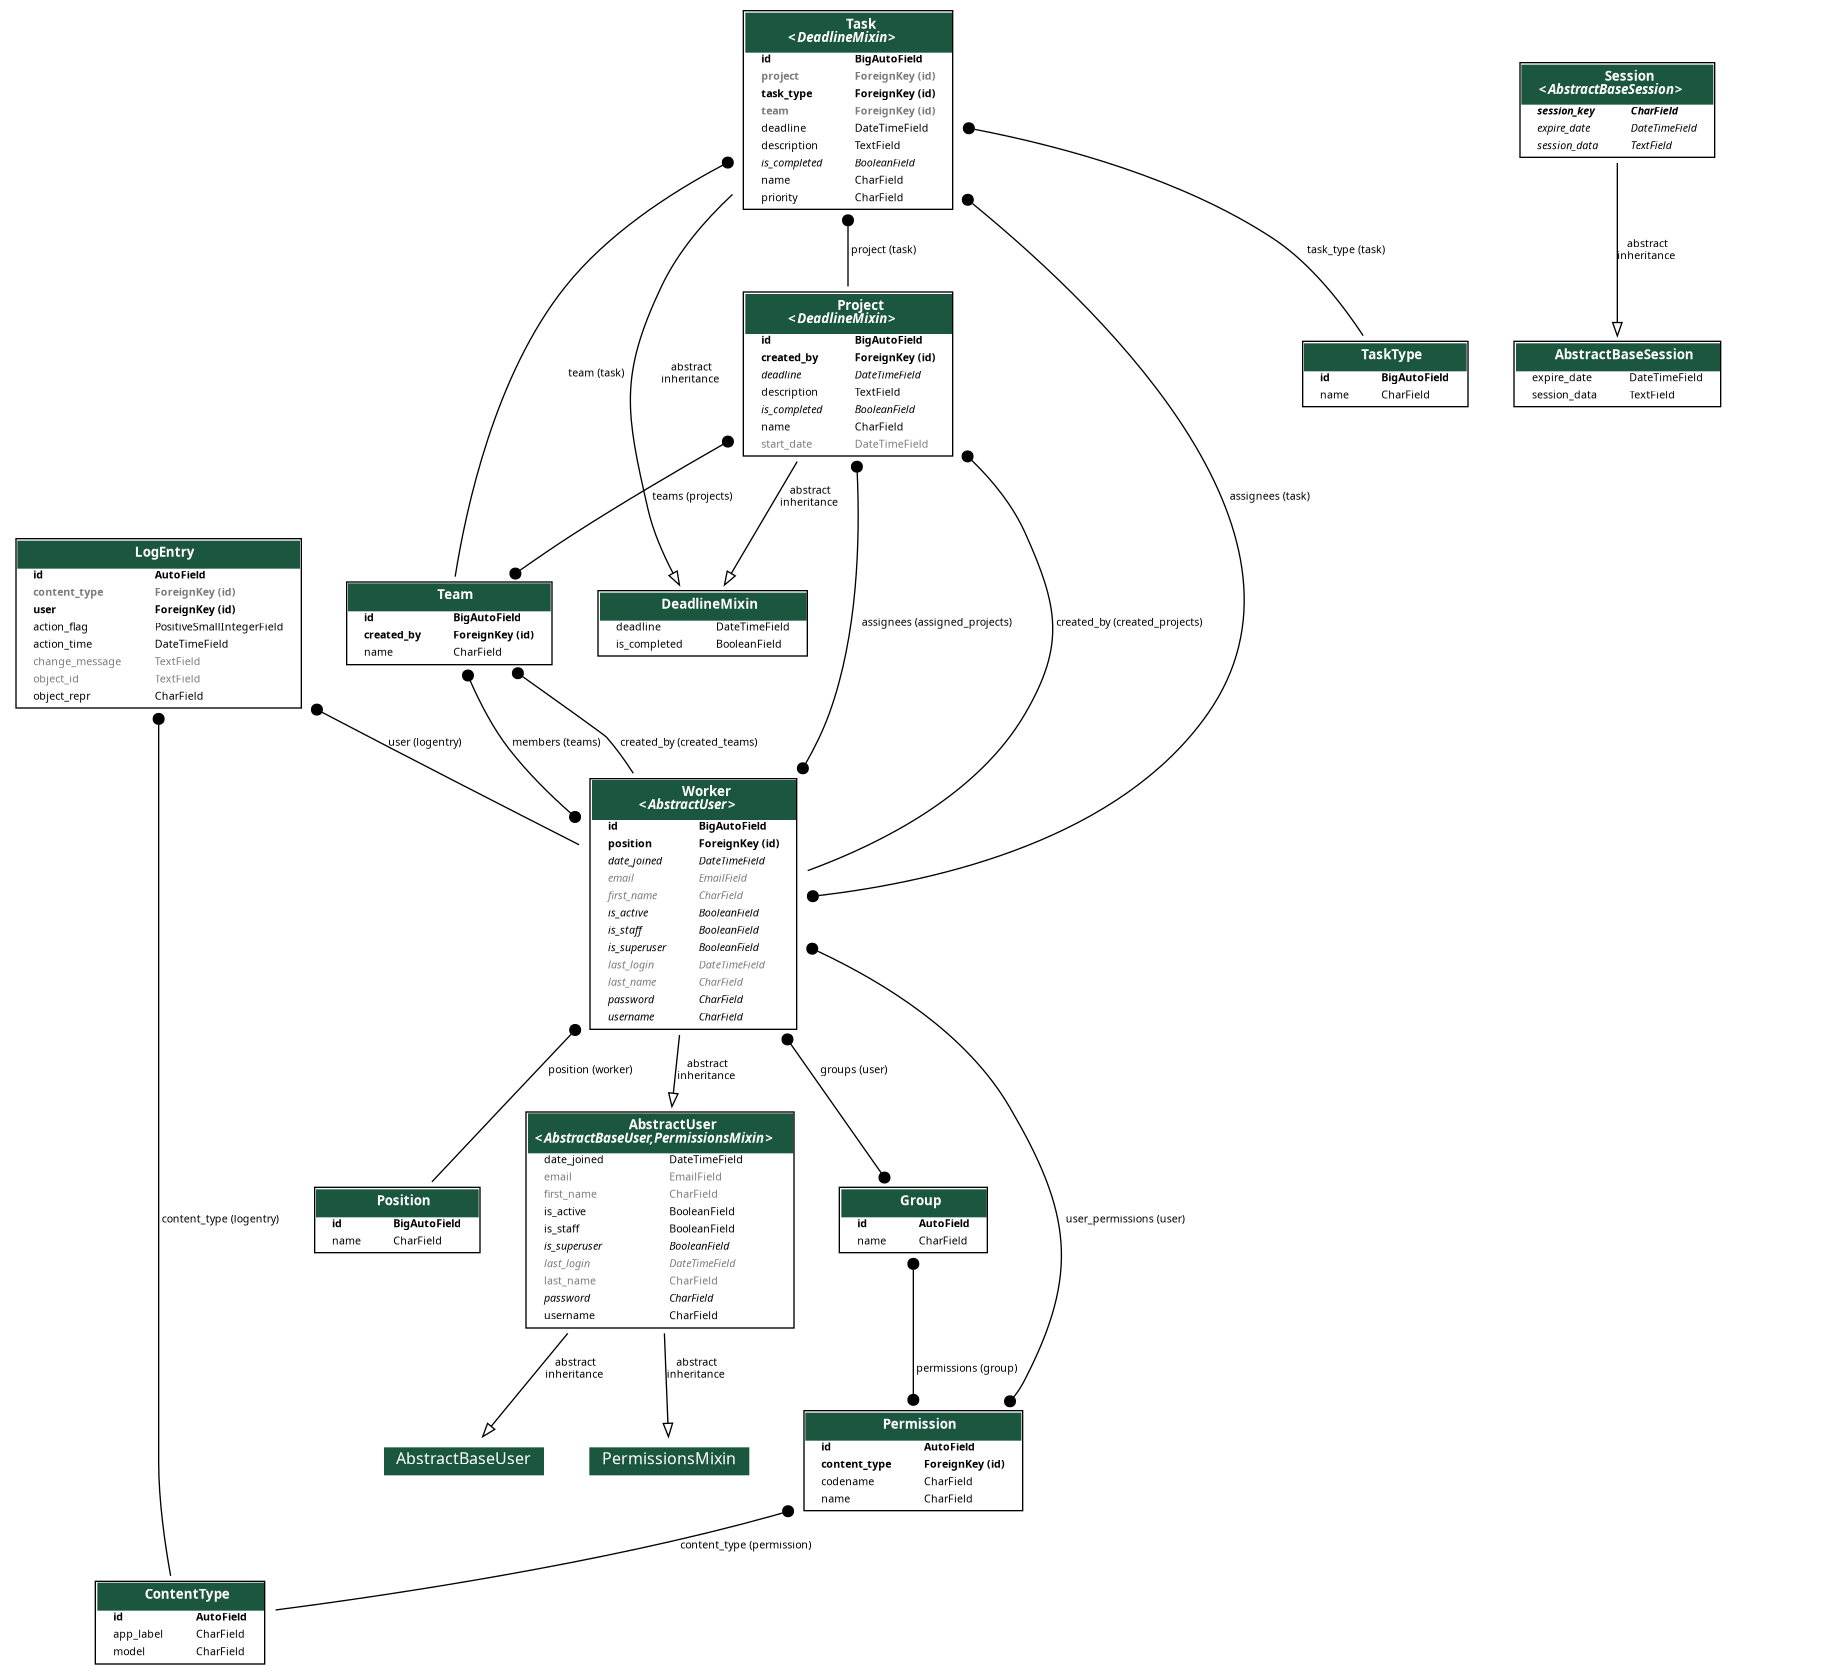 Task
<DeadlineMixin>
id BigAutoField
project ForeignKey (id)
task_type ForeignKey (id)
team ForeignKey (id)
deadline DateTimeField
description TextField
is_completed BooleanField
name CharField
priority CharField
Session
<AbstractBaseSession>
session_key CharField
expire_date DateTimeField
session_data TextField
project (task)
task_type (task)
abstract
inheritance
Project
<DeadlineMixin>
id BigAutoField
created_by ForeignKey (id)
deadline DateTimeField
description TextField
is_completed BooleanField
name CharField
start_date DateTimeField
TaskType
id BigAutoField
name CharField
AbstractBaseSession
expire_date DateTimeField
session_data TextField
team (task)
abstract
inheritance
teams (projects)
abstract
inheritance
assignees (task)
LogEntry
id AutoField
content_type ForeignKey (id)
user ForeignKey (id)
action_flag PositiveSmallIntegerField
action_time DateTimeField
change_message TextField
object_id TextField
object_repr CharField
Team
id BigAutoField
created_by ForeignKey (id)
name CharField
DeadlineMixin
deadline DateTimeField
is_completed BooleanField
assignees (assigned_projects)
created_by (created_projects)
user (logentry)
members (teams)
created_by (created_teams)
Worker
<AbstractUser>
id BigAutoField
position ForeignKey (id)
date_joined DateTimeField
email EmailField
first_name CharField
is_active BooleanField
is_staff BooleanField
is_superuser BooleanField
last_login DateTimeField
last_name CharField
password CharField
username CharField
position (worker)
abstract
inheritance
groups (user)
AbstractUser
<AbstractBaseUser,PermissionsMixin>
date_joined DateTimeField
email EmailField
first_name CharField
is_active BooleanField
is_staff BooleanField
is_superuser BooleanField
last_login DateTimeField
last_name CharField
password CharField
username CharField
Position
id BigAutoField
name CharField
Group
id AutoField
name CharField
content_type (logentry)
user_permissions (user)
abstract
inheritance
abstract
inheritance
permissions (group)
AbstractBaseUser
PermissionsMixin
Permission
id AutoField
content_type ForeignKey (id)
codename CharField
name CharField
content_type (permission)
ContentType
id AutoField
app_label CharField
model CharField